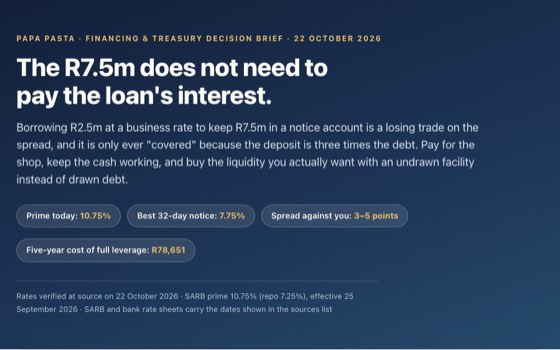 PAPA PASTA · FINANCING & TREASURY DECISION BRIEF · 22 OCTOBER 2026
The R7.5m does not need to
pay the loan's interest.
Borrowing R2.5m at a business rate to keep R7.5m in a notice account is a losing trade on the
spread, and it is only ever "covered" because the deposit is three times the debt. Pay for the
shop, keep the cash working, and buy the liquidity you actually want with an undrawn facility
instead of drawn debt.
Prime today: 10.75% Best 32-day notice: 7.75% Spread against you: 3–5 points
Five-year cost of full leverage: R78,651
Rates verified at source on 22 October 2026 · SARB prime 10.75% (repo 7.25%), effective 25
September 2026 · SARB and bank rate sheets carry the dates shown in the sources list